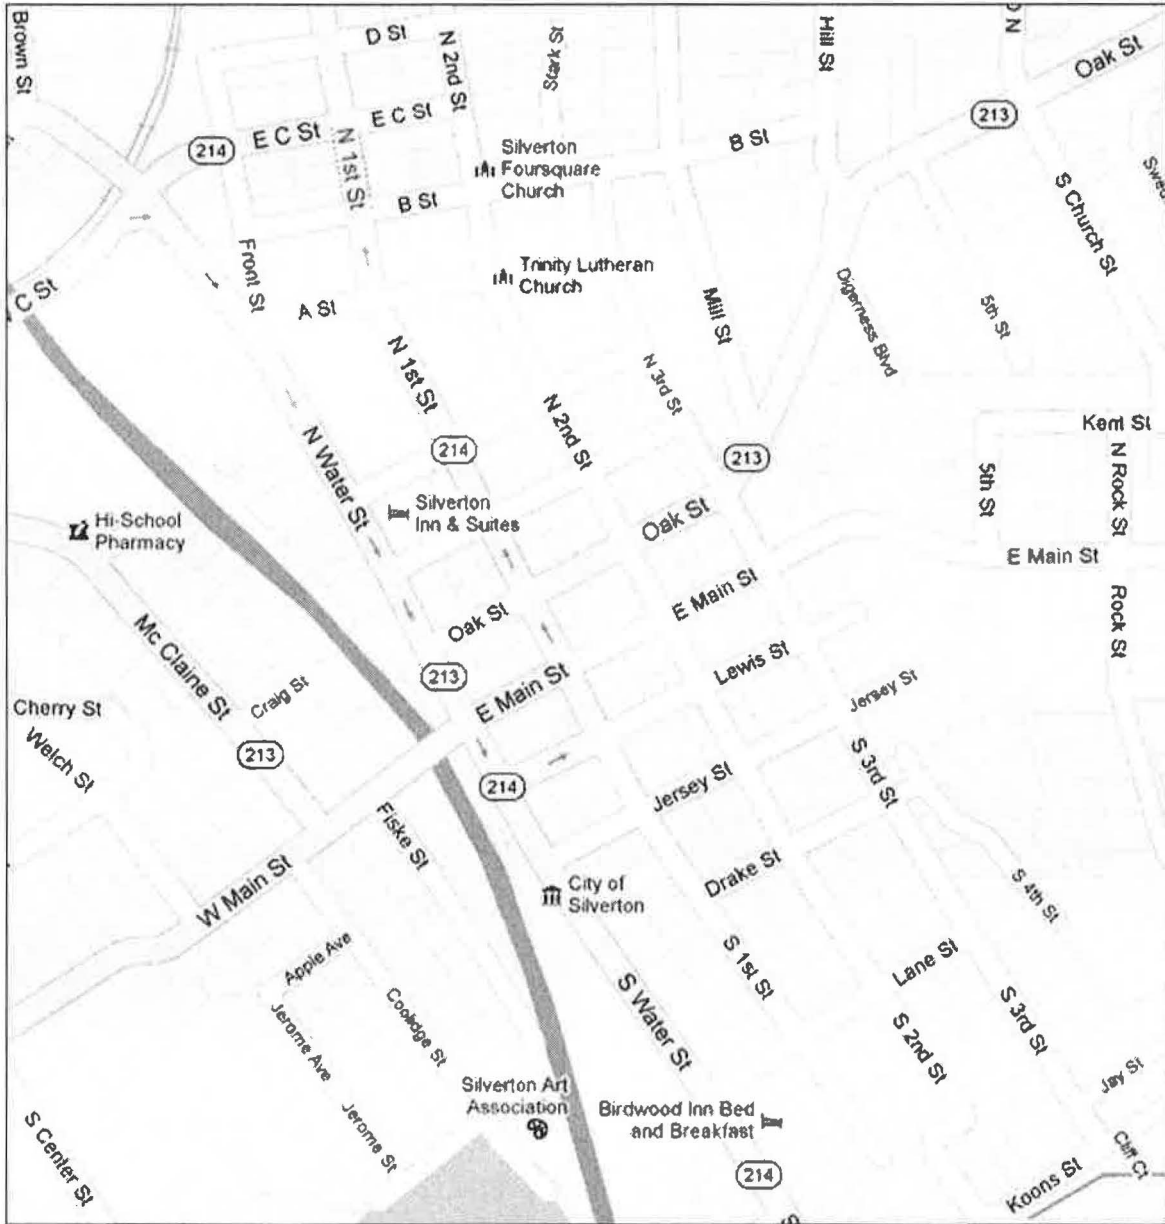 Brown St
D St
N 2nd St
Stark St
Mill St
Oak St
213
214
E C St
E C St
N 1st St
Silverton
Foursquare
Church
B St
B St
S Church St
Front St
Trinity Lutheran
Church
C St
A St
Mill St
Digerness Blvd
5th St
N 1st St
N 3rd St
N 2nd St
Kent St
214
213
N Water St
5th St
N Rock St
Silverton
Inn & Suites
Hi-School
Pharmacy
Oak St
E Main St
E Main St
Rock St
Oak St
Mc Claine St
Lewis St
213
Craig St
E Main St
Jersey St
Cherry St
Welch St
213
S 3rd St
214
Jersey St
Fiske St
Drake St
W Main St
City of
Silverton
S 4th St
S 1st St
Lane St
Apple Ave
S Water St
S 3rd St
Jerome Ave
Coolidge St
S 2nd St
Silverton Art
Association
Jay St
Jerome St
Birdwood Inn Bed
and Breakfast
S Center St
214
Cliff Ct
Koons St